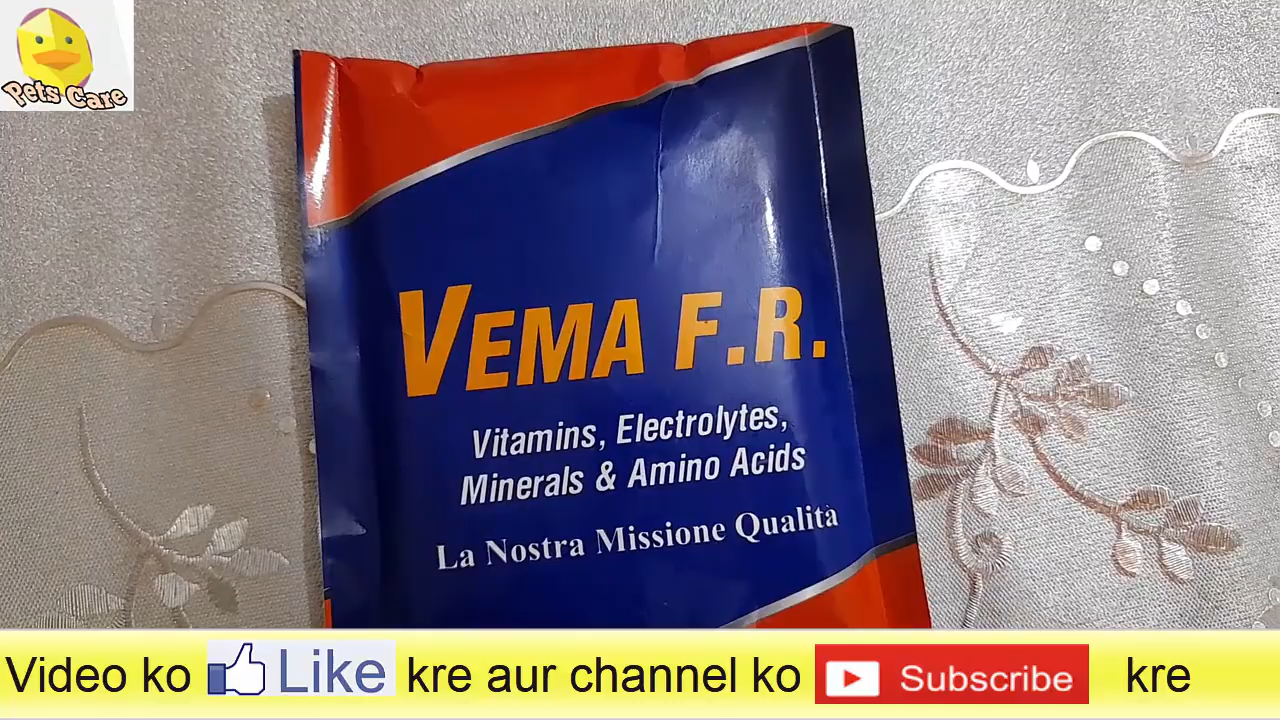 Pets Care
VEMA F.R.
Vitamins, Electrolytes,
Minerals & Amino Acids
La Nostra Missione Qualità
Video ko Like kre aur channel ko Subscribe kre